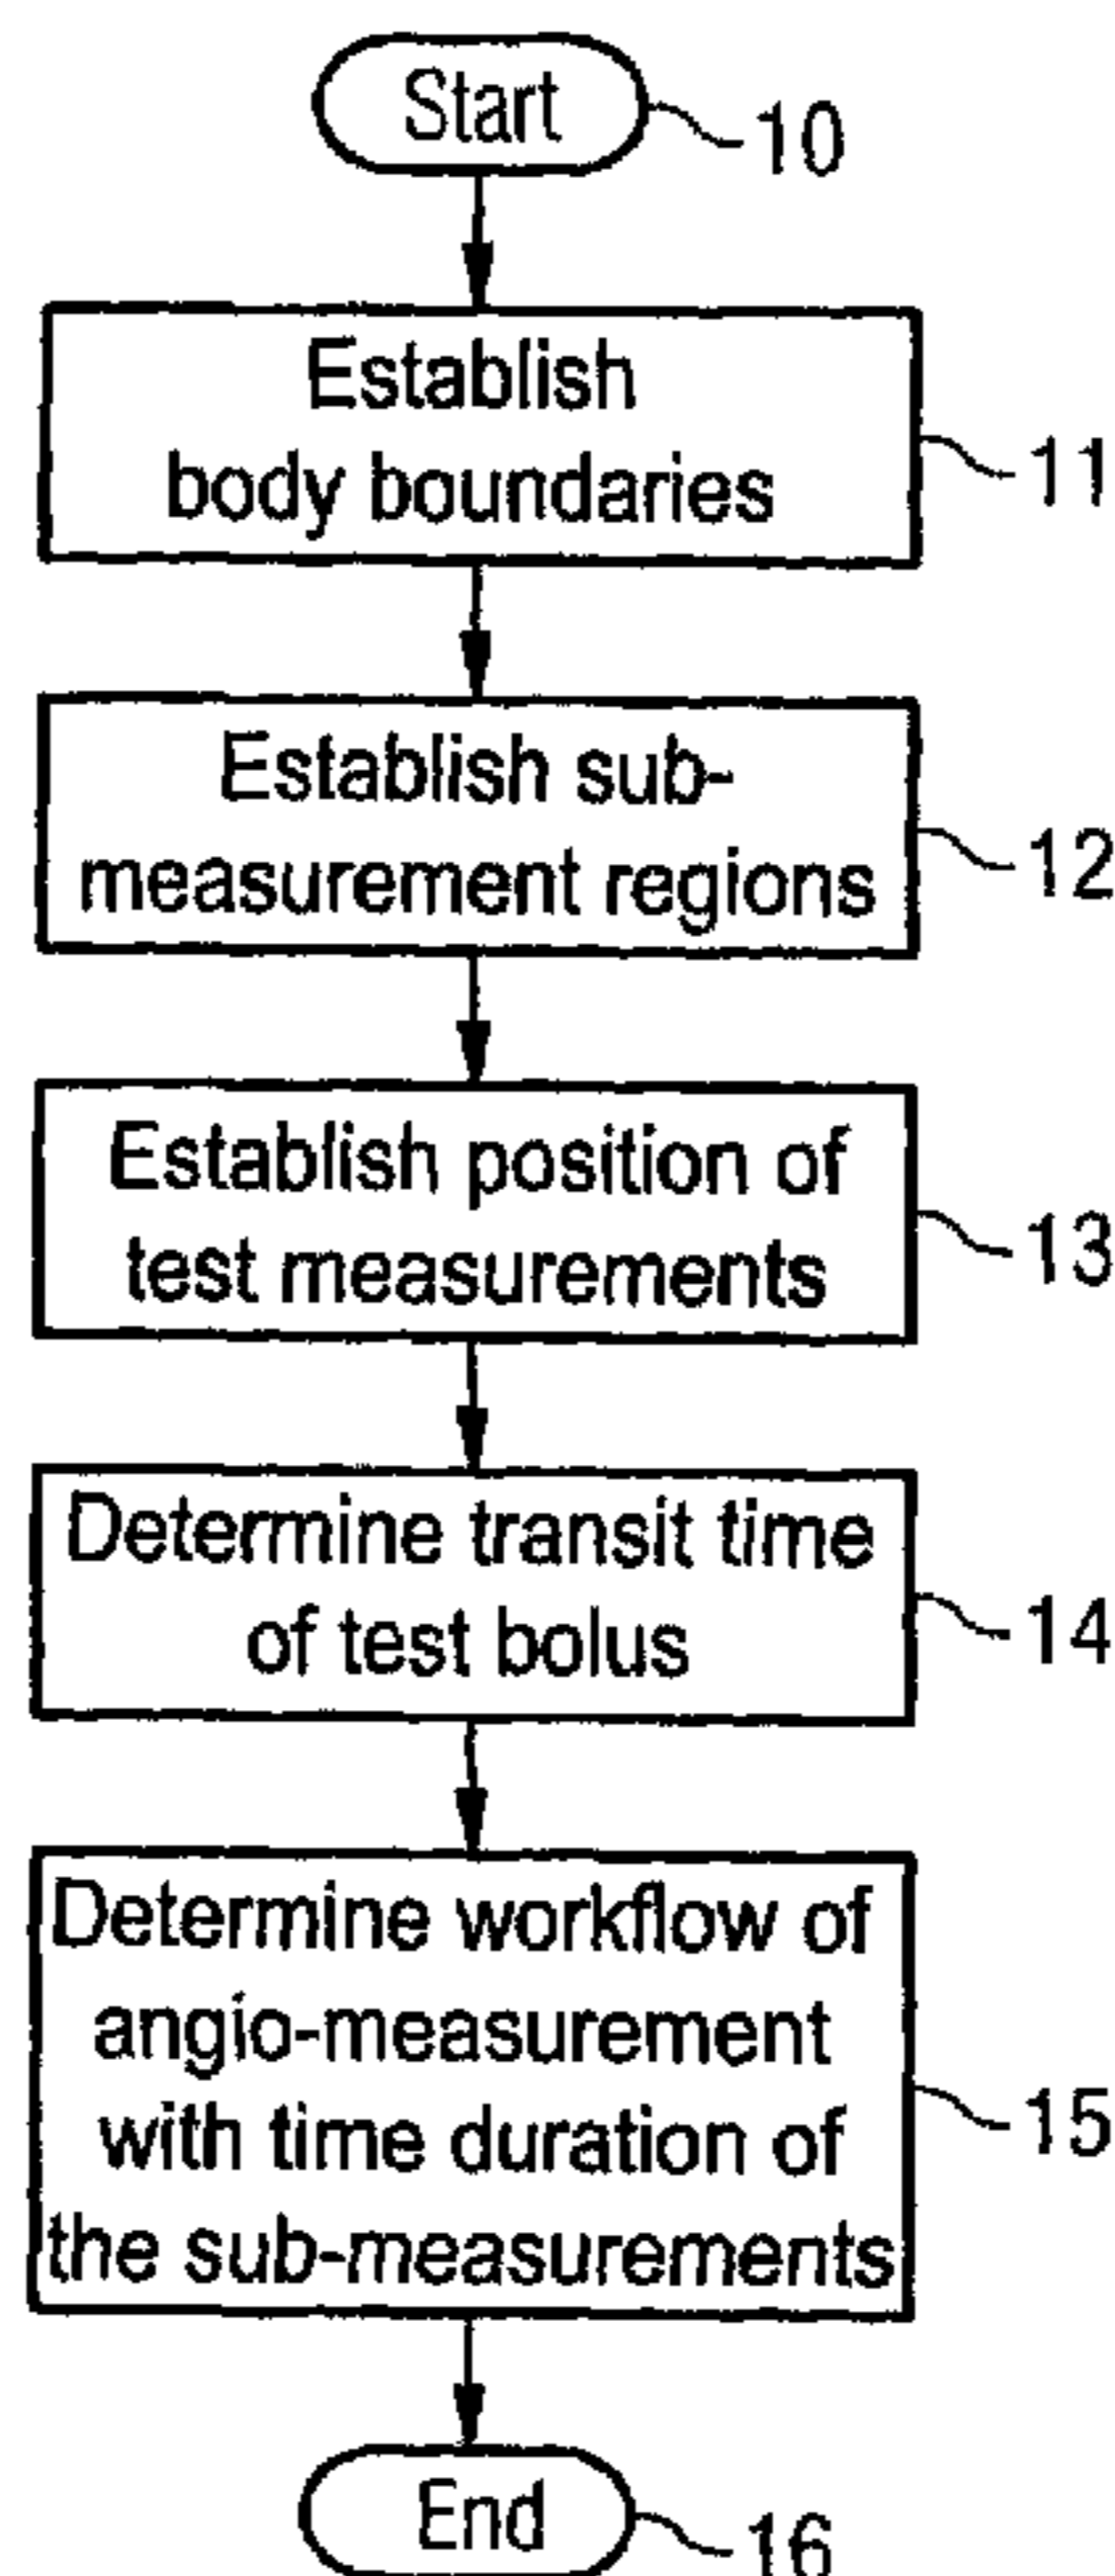 Start
10
Establish
body boundaries
11
Establish sub-
measurement regions
12
Establish position of
test measurements
13
Determine transit time
of test bolus
14
Determine workflow of
angio-measurement
with time duration of
the sub-measurements
15
End
16